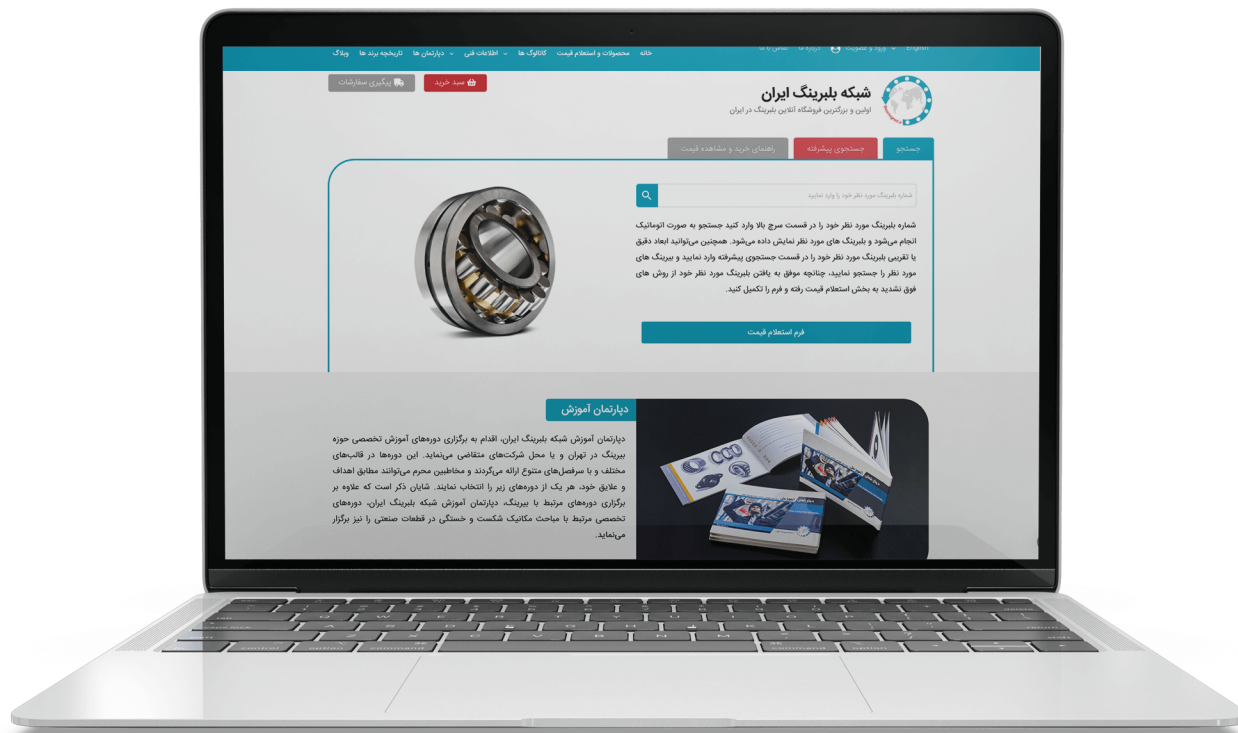 English
ورود و عضویت
درباره ما
تماس با ما
خانه
محصولات و استعلام قیمت
کاتالوگ ها
اطلاعات فنی
دپارتمان ها
تاریخچه برند ها
وبلاگ
شبکه بلبرینگ ایران
اولین و بزرگترین فروشگاه آنلاین بلبرینگ در ایران
سبد خرید
پیگیری سفارشات
جستجو
جستجوی پیشرفته
راهنمای خرید و مشاهده قیمت
شماره بلبرینگ مورد نظر خود را وارد نمایید
شماره بلبرینگ مورد نظر خود را در قسمت سرچ بالا وارد کنید جستجو به صورت اتوماتیک
انجام می‌شود و بلبرینگ های مورد نظر نمایش داده می‌شود. همچنین می‌توانید ابعاد دقیق
یا تقریبی بلبرینگ مورد نظر خود را در قسمت جستجوی پیشرفته وارد نمایید و بیرینگ های
مورد نظر را جستجو نمایید، چنانچه موفق به یافتن بلبرینگ مورد نظر خود از روش های
فوق نشدید به بخش استعلام قیمت رفته و فرم را تکمیل کنید.
فرم استعلام قیمت
دپارتمان آموزش
دپارتمان آموزش شبکه بلبرینگ ایران، اقدام به برگزاری دوره‌های آموزش تخصصی حوزه
بیرینگ در تهران و یا محل شرکت‌های متقاضی می‌نماید. این دوره‌ها در قالب‌های
مختلف و با سرفصل‌های متنوع ارائه می‌گردند و مخاطبین محرم می‌توانند مطابق اهداف
و علایق خود، هر یک از دوره‌های زیر را انتخاب نمایند. شایان ذکر است که علاوه بر
برگزاری دوره‌های مرتبط با بیرینگ، دپارتمان آموزش شبکه بلبرینگ ایران، دوره‌های
تخصصی مرتبط با مباحث مکانیک شکست و خستگی در قطعات صنعتی را نیز برگزار
می‌نماید.
Q W E R T Y U I O P
A S D F G H J K L
Z X C V B N M
control option command
command option